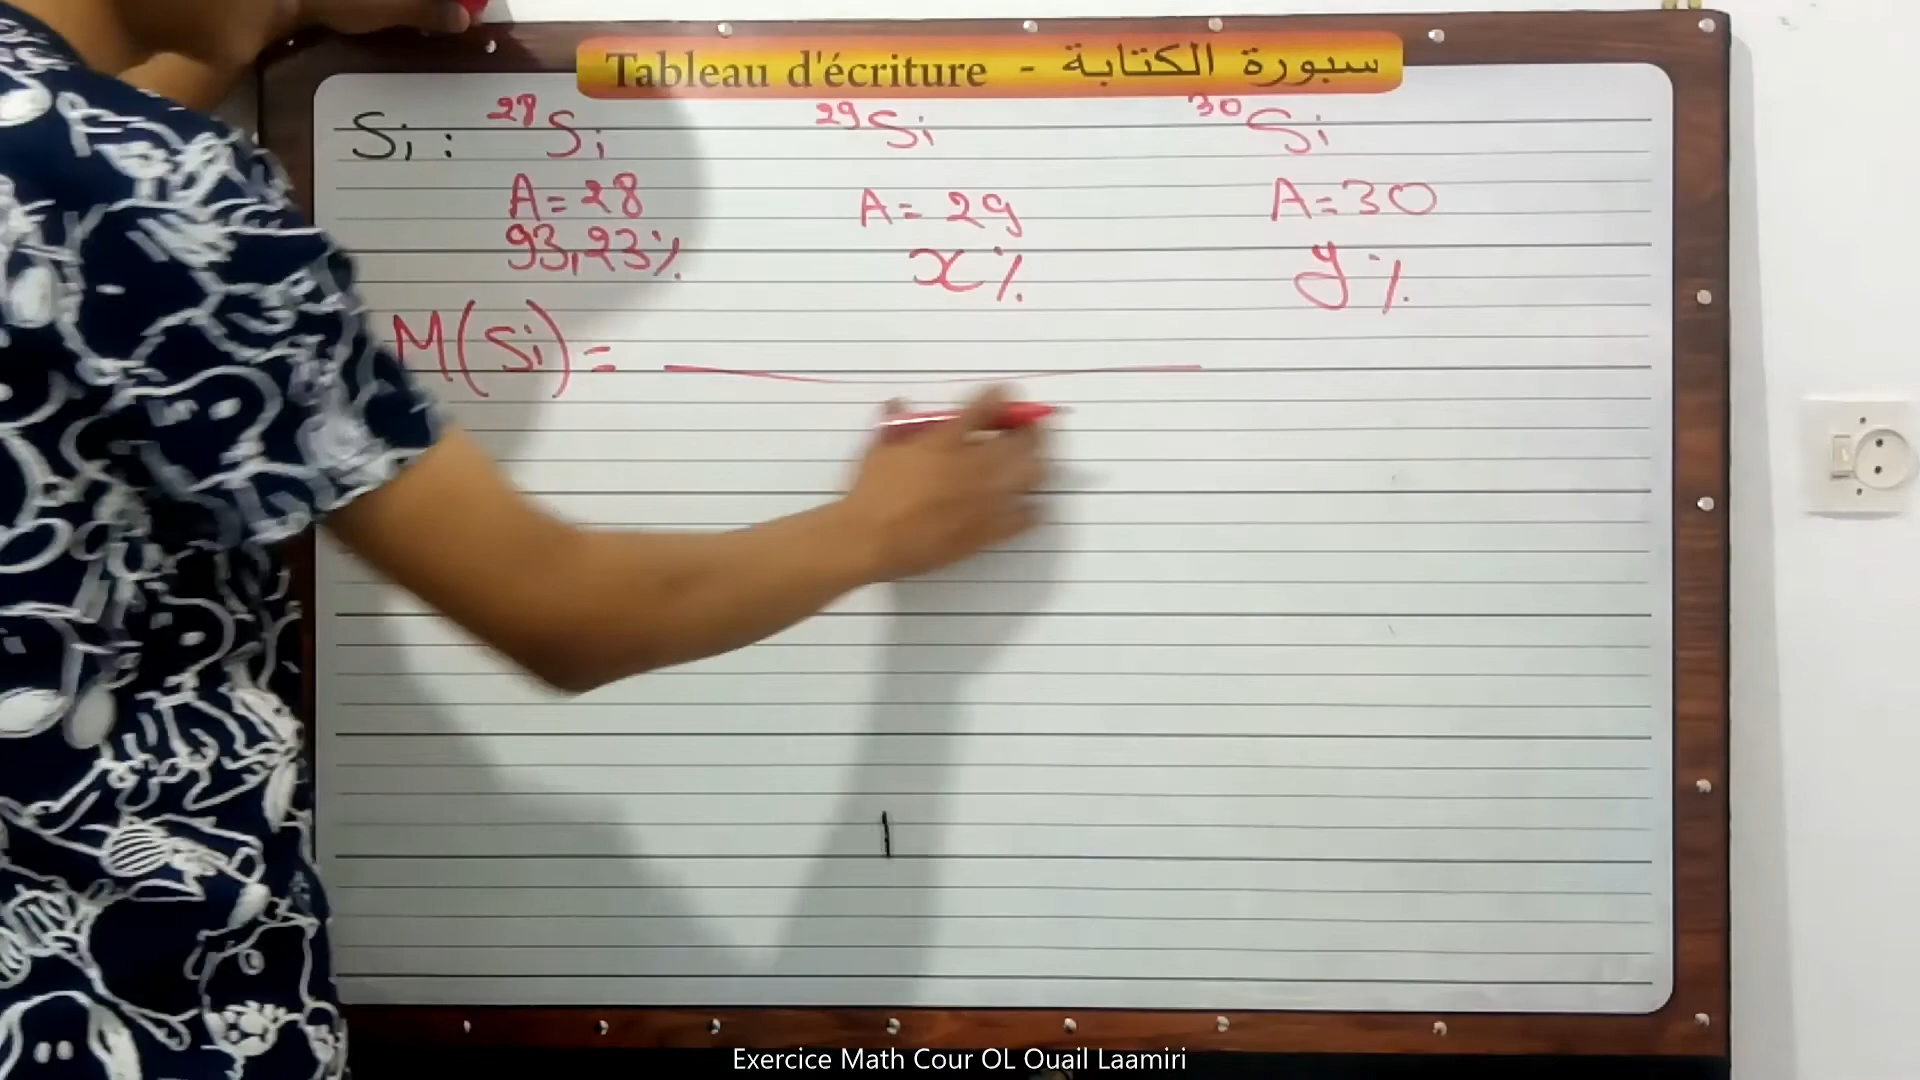 Tableau d'écriture - سبورة الكتابة
Si : ²⁸Si ²⁹Si ³⁰Si
A = 28 A = 29 A = 30
93,23% x% y%
M(Si) =
Exercice Math Cour OL Ouail Laamiri